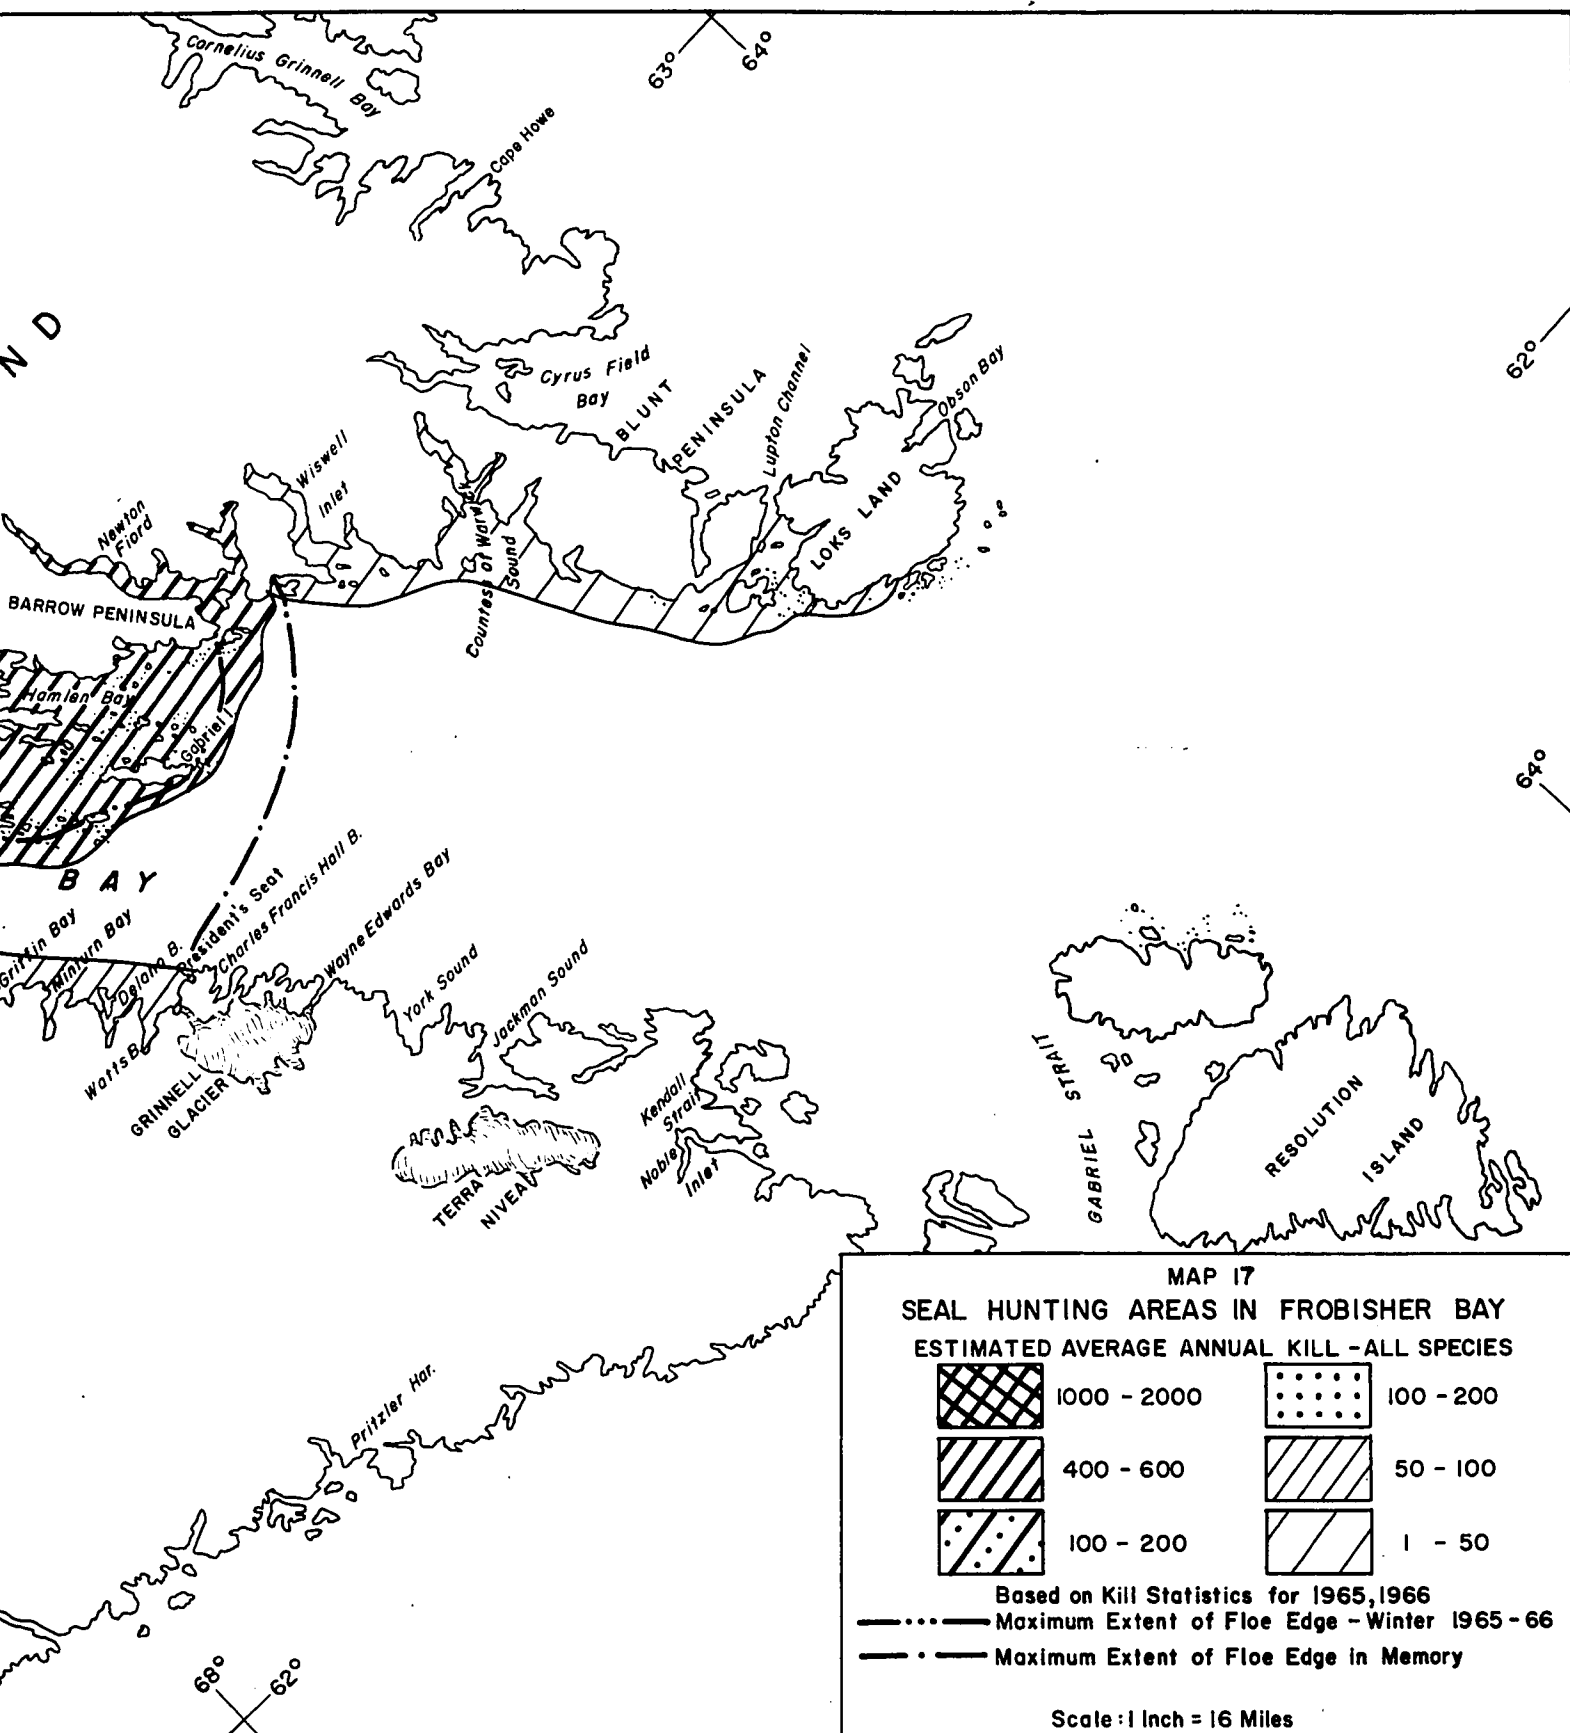 63°
64°
Cornelius Grinnell Bay
Cape Howe
N D
62°
Cyrus Field
Bay
BLUNT
PENINSULA
Lupton Channel
Obson Bay
LOKS LAND
Wiswell
Inlet
Newton
Fiord
Countess of Warwick
Sound
BARROW PENINSULA
Hamlen Bay
Gabriel I
64°
BAY
Griffin Bay
Minturn Bay
Delano B.
President's Seat
Charles Francis Hall B.
Wayne Edwards Bay
York Sound
Jackman Sound
Watts B.
GRINNELL
GLACIER
Kendall
Strait
Noble
Inlet
TERRA
NIVEA
GABRIEL STRAIT
RESOLUTION
ISLAND
Pritzler Har.
68°
62°
MAP 17
SEAL HUNTING AREAS IN FROBISHER BAY
ESTIMATED AVERAGE ANNUAL KILL - ALL SPECIES
1000 - 2000
100 - 200
400 - 600
50 - 100
100 - 200
1 - 50
Based on Kill Statistics for 1965, 1966
Maximum Extent of Floe Edge - Winter 1965-66
Maximum Extent of Floe Edge in Memory
Scale: 1 Inch = 16 Miles